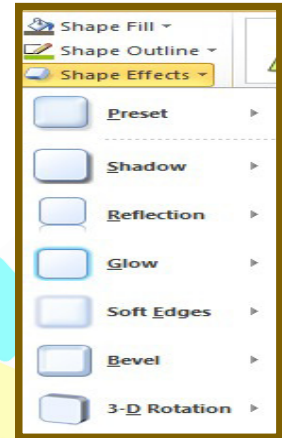 Shape Fill
Shape Outline
Shape Effects
Preset
Shadow
Reflection
Glow
Soft Edges
Bevel
3-D Rotation